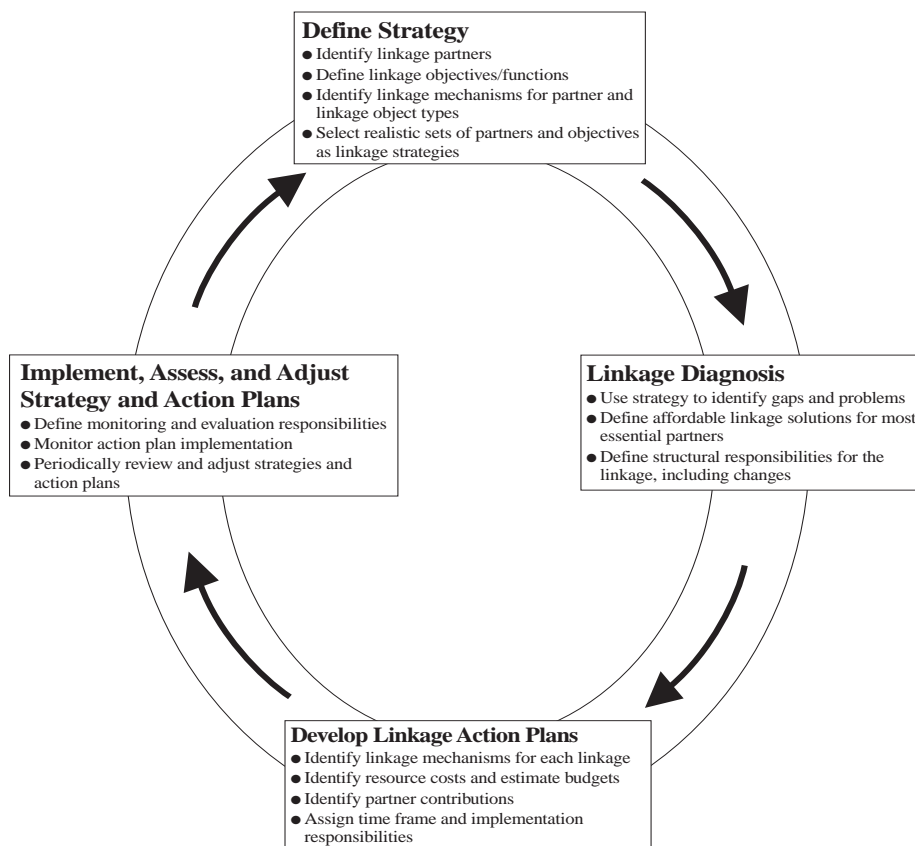 Define Strategy
● Identify linkage partners
● Define linkage objectives/functions
● Identify linkage mechanisms for partner and
linkage object types
● Select realistic sets of partners and objectives
as linkage strategies
Linkage Diagnosis
● Use strategy to identify gaps and problems
● Define affordable linkage solutions for most
essential partners
● Define structural responsibilities for the
linkage, including changes
Develop Linkage Action Plans
● Identify linkage mechanisms for each linkage
● Identify resource costs and estimate budgets
● Identify partner contributions
● Assign time frame and implementation
responsibilities
Implement, Assess, and Adjust
Strategy and Action Plans
● Define monitoring and evaluation responsibilities
● Monitor action plan implementation
● Periodically review and adjust strategies and
action plans